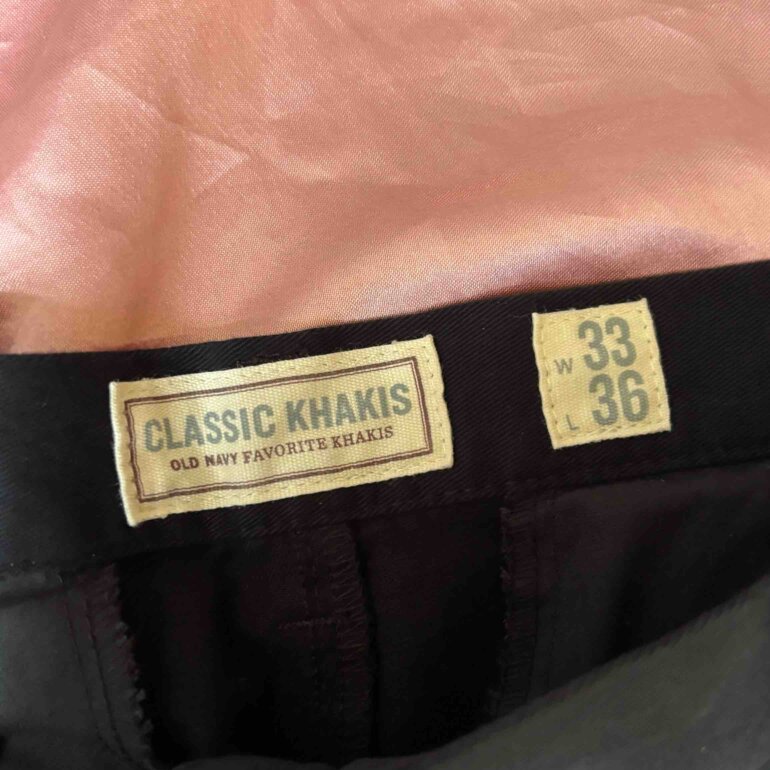 CLASSIC KHAKIS
OLD NAVY FAVORITE KHAKIS
W 33
L 36